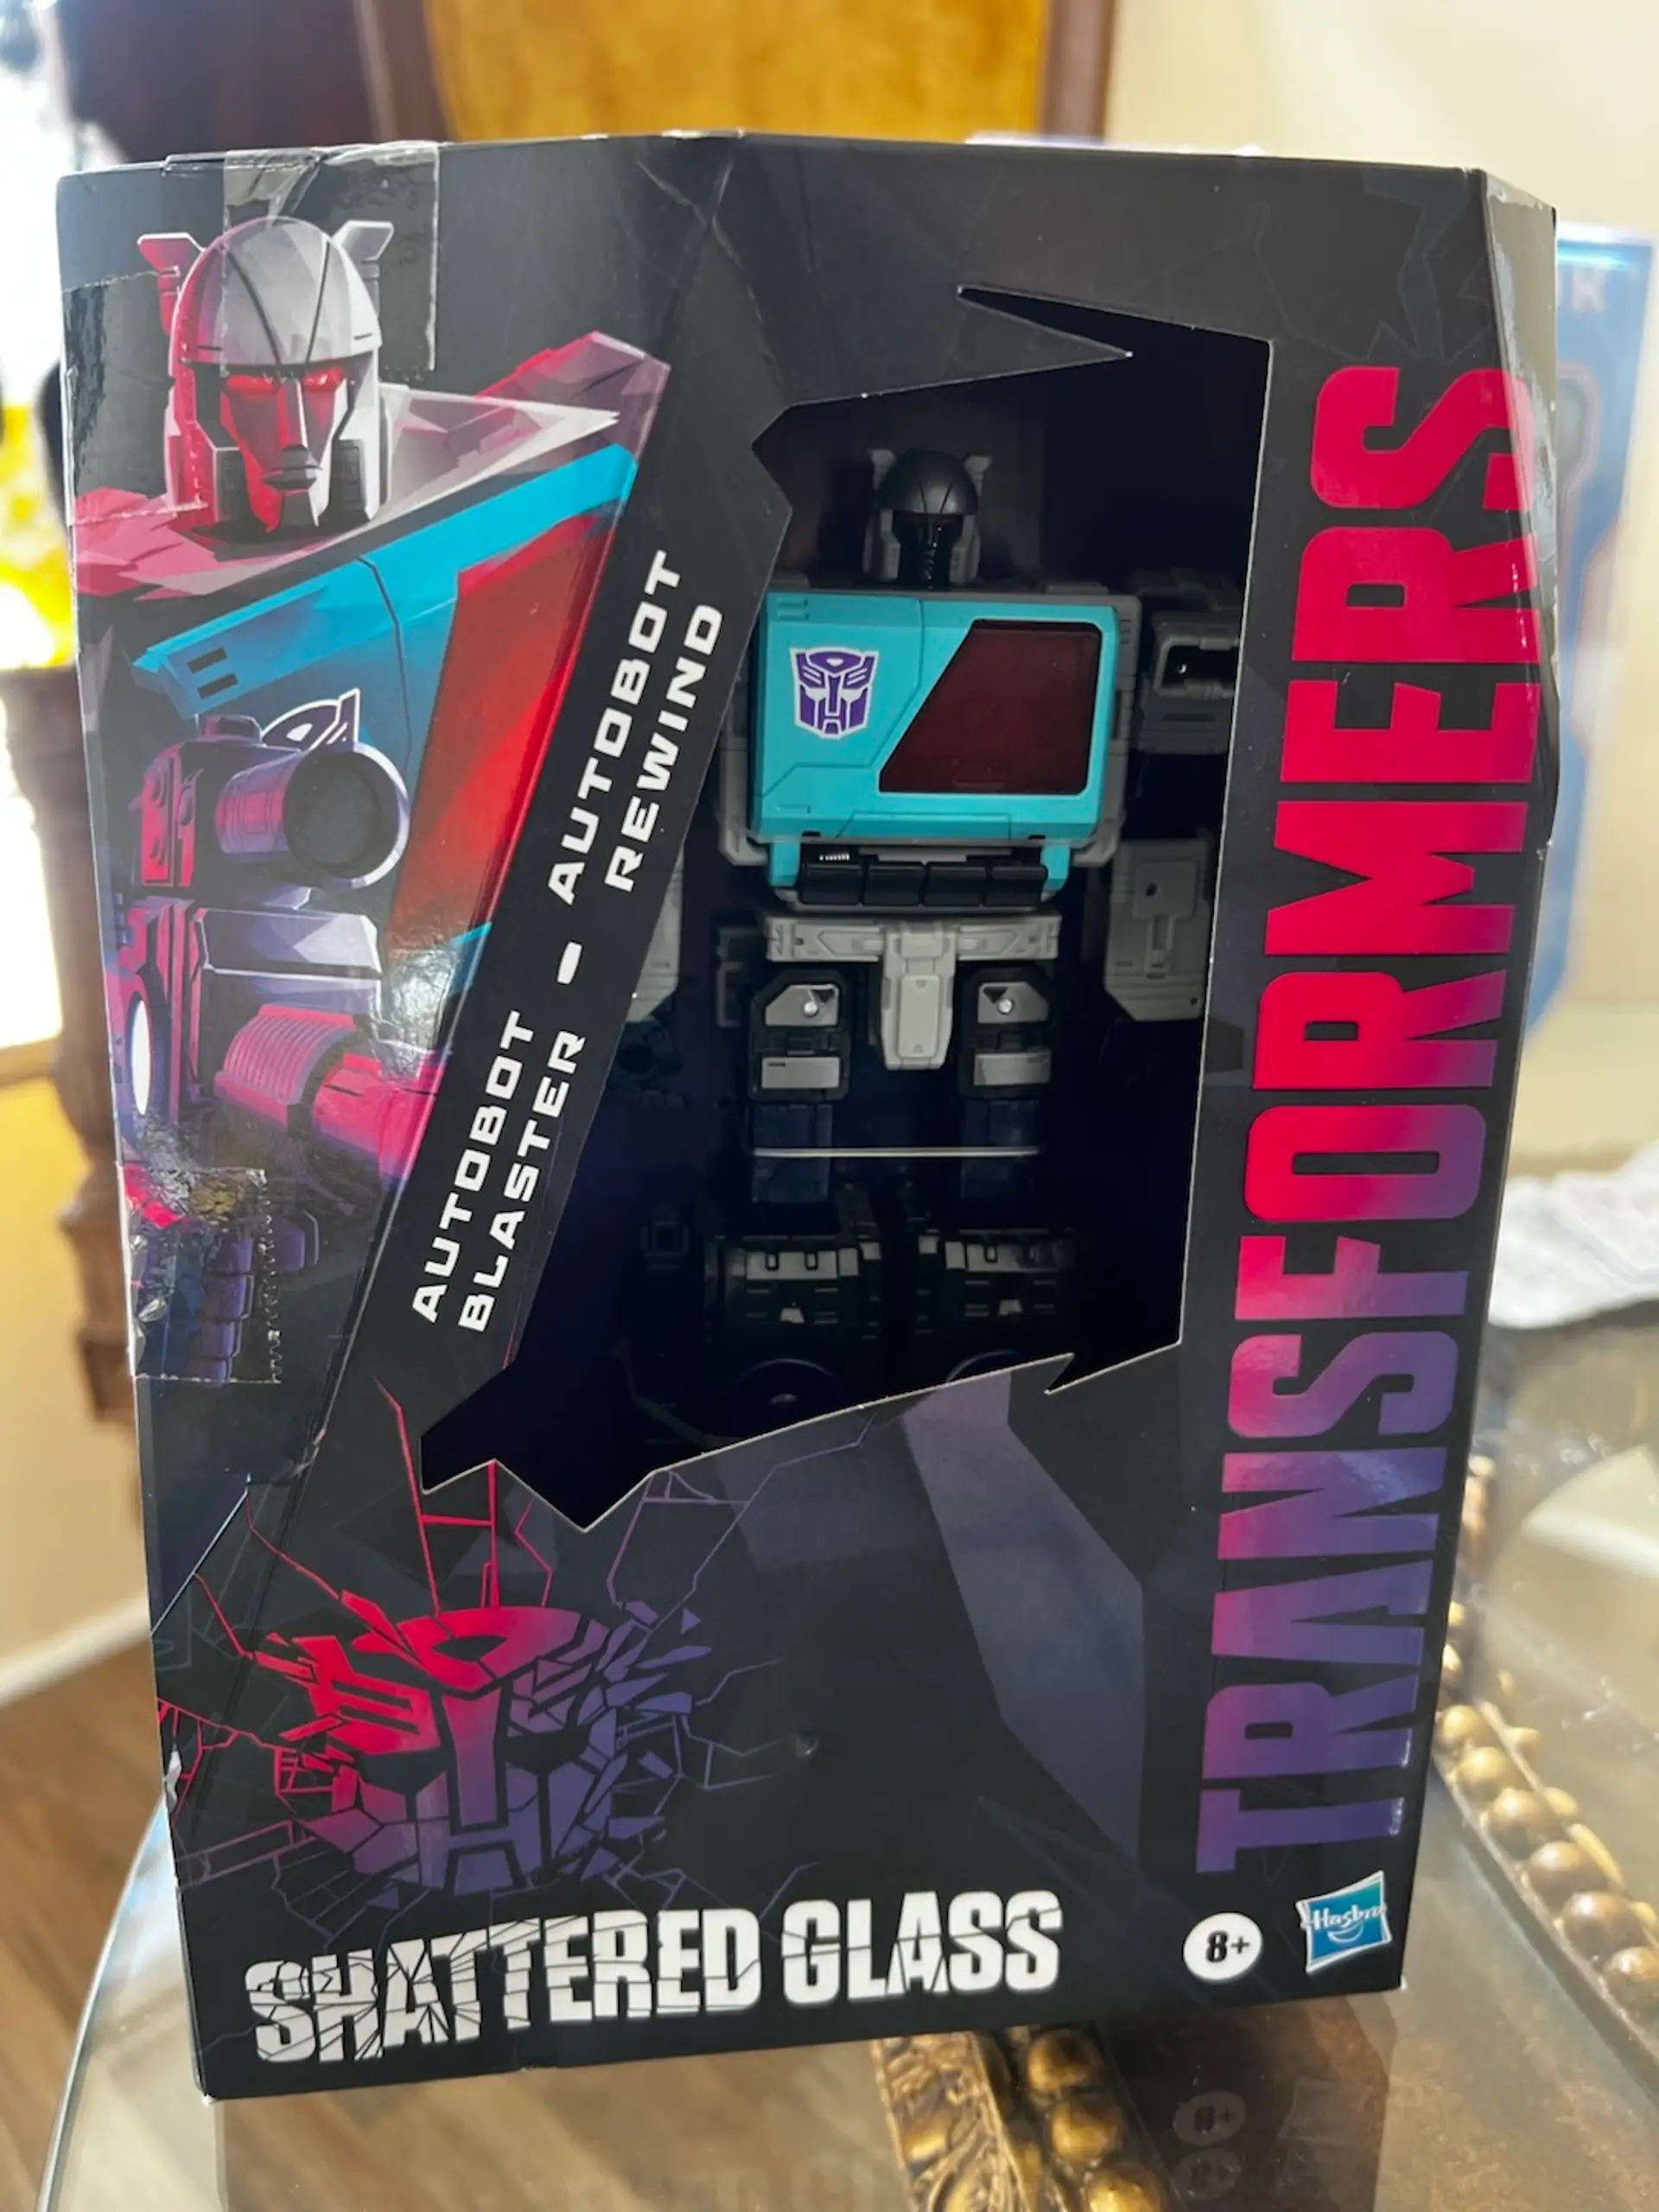 AUTOBOT
BLASTER • AUTOBOT
REWIND
TRANSFORMERS
SHATTERED GLASS
8+
Hasbro